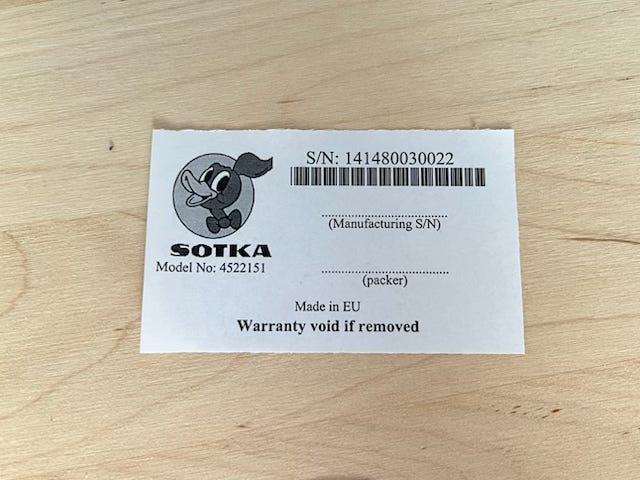 S/N: 141480030022
(Manufacturing S/N)
SOTKA
Model No: 4522151
(packer)
Made in EU
Warranty void if removed